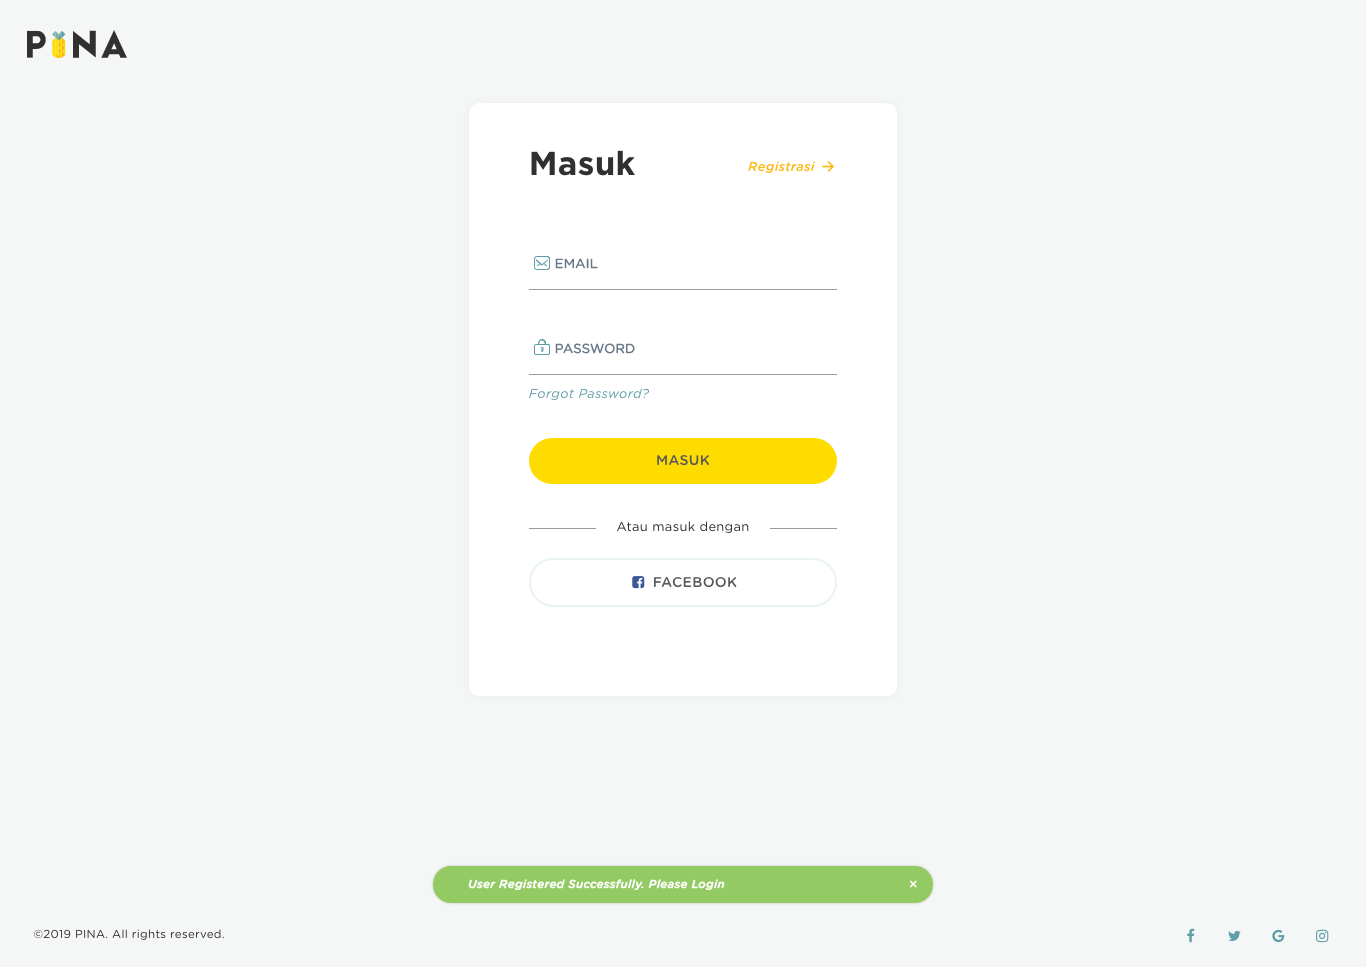 PINA
Masuk
Registrasi →
EMAIL
PASSWORD
Forgot Password?
MASUK
Atau masuk dengan
FACEBOOK
User Registered Successfully. Please Login ×
©2019 PINA. All rights reserved.